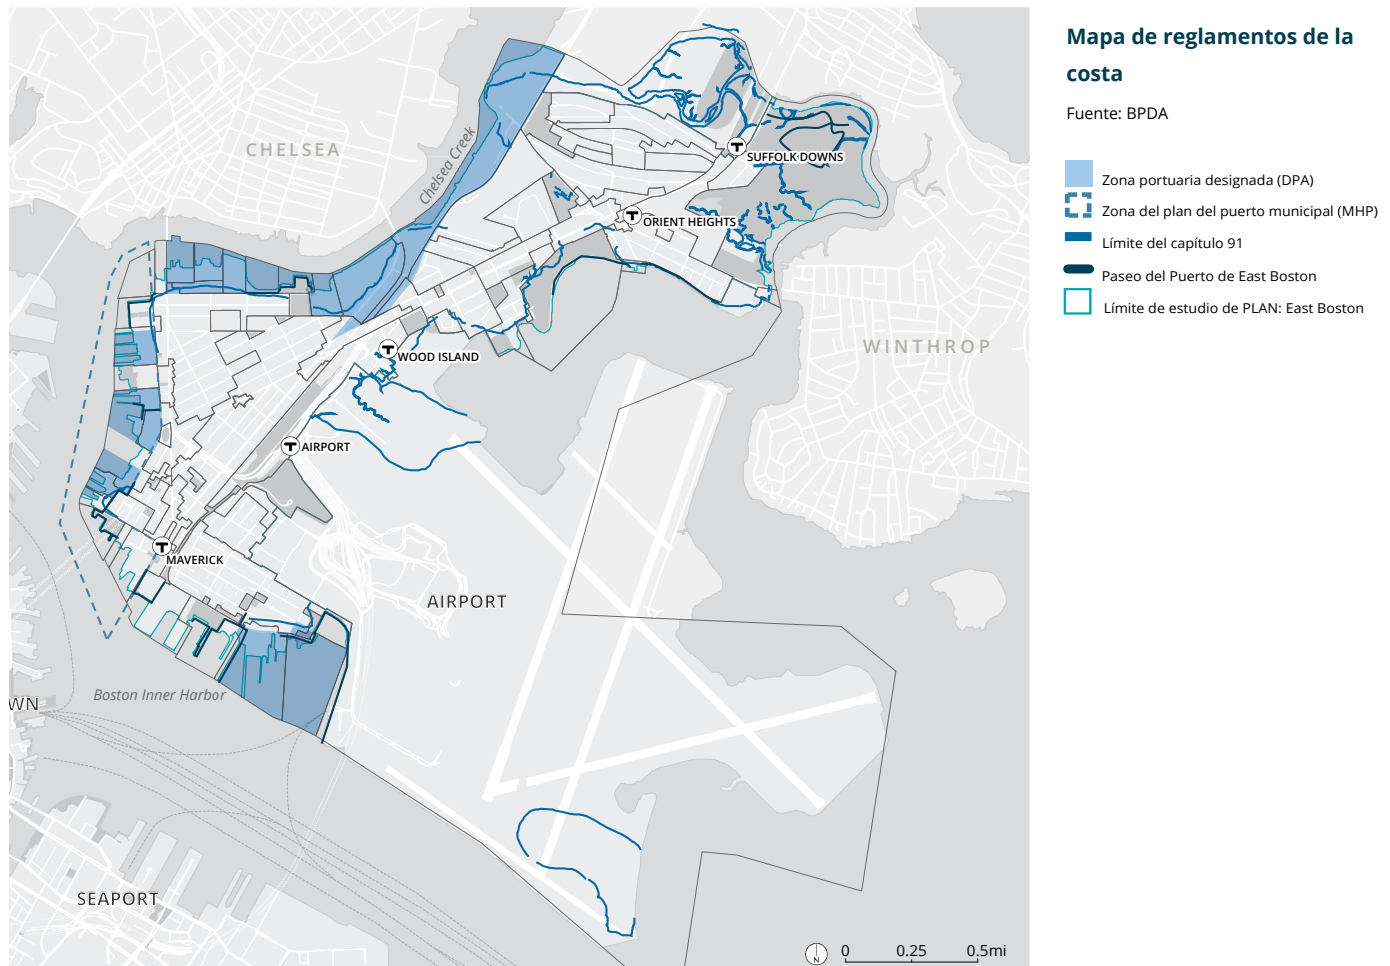 Mapa de reglamentos de la
costa
Fuente: BPDA
Zona portuaria designada (DPA)
Zona del plan del puerto municipal (MHP)
Límite del capítulo 91
Paseo del Puerto de East Boston
Límite de estudio de PLAN: East Boston
CHELSEA
Chelsea Creek
T
SUFFOLK DOWNS
T
ORIENT HEIGHTS
WINTHROP
T
WOOD ISLAND
T
AIRPORT
T
MAVERICK
AIRPORT
Boston Inner Harbor
WN
SEAPORT
N
0 0.25 0.5mi